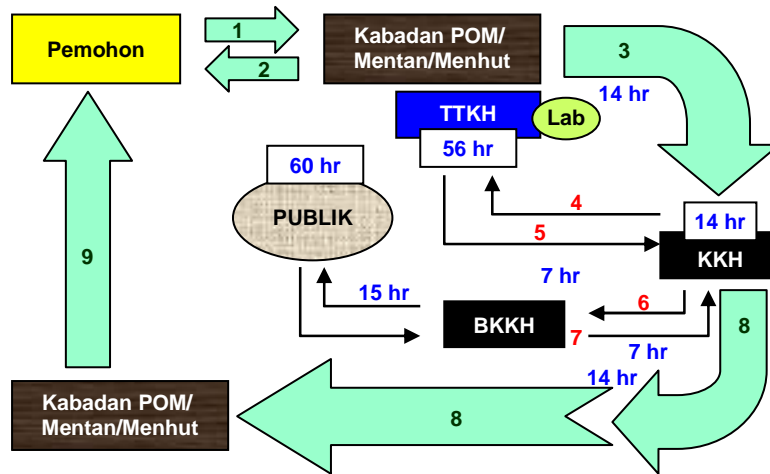 Pemohon
1
2
Kabadan POM/
Mentan/Menhut
3
14 hr
TTKH
Lab
56 hr
60 hr
PUBLIK
4
5
14 hr
KKH
9
7 hr
15 hr
6
BKKH
7
7 hr
8
14 hr
Kabadan POM/
Mentan/Menhut
8